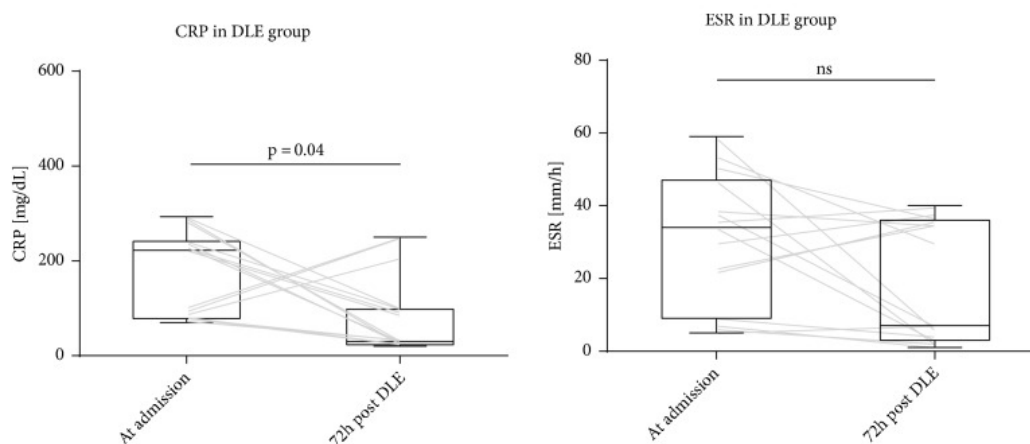 CRP in DLE group
600
400
200
0
CRP [mg/dL]
p = 0.04
At admission
72h post DLE
ESR in DLE group
80
60
40
20
0
ESR [mm/h]
ns
At admission
72h post DLE